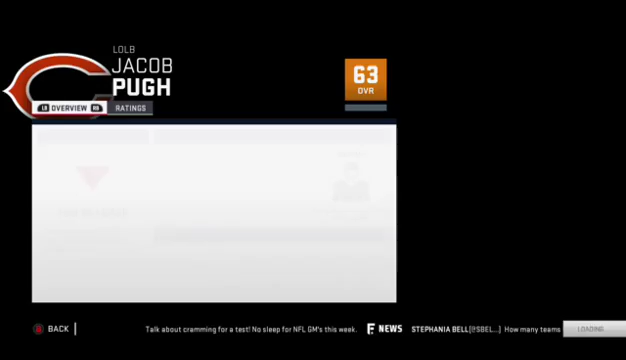 LOLB
JACOB
PUGH
63
OVR
LB OVERVIEW RB
RATINGS
B BACK
Talk about cramming for a test! No sleep for NFL GM's this week.
F NEWS
STEPHANIA BELL[@SBEL...]
How many teams
LOADING